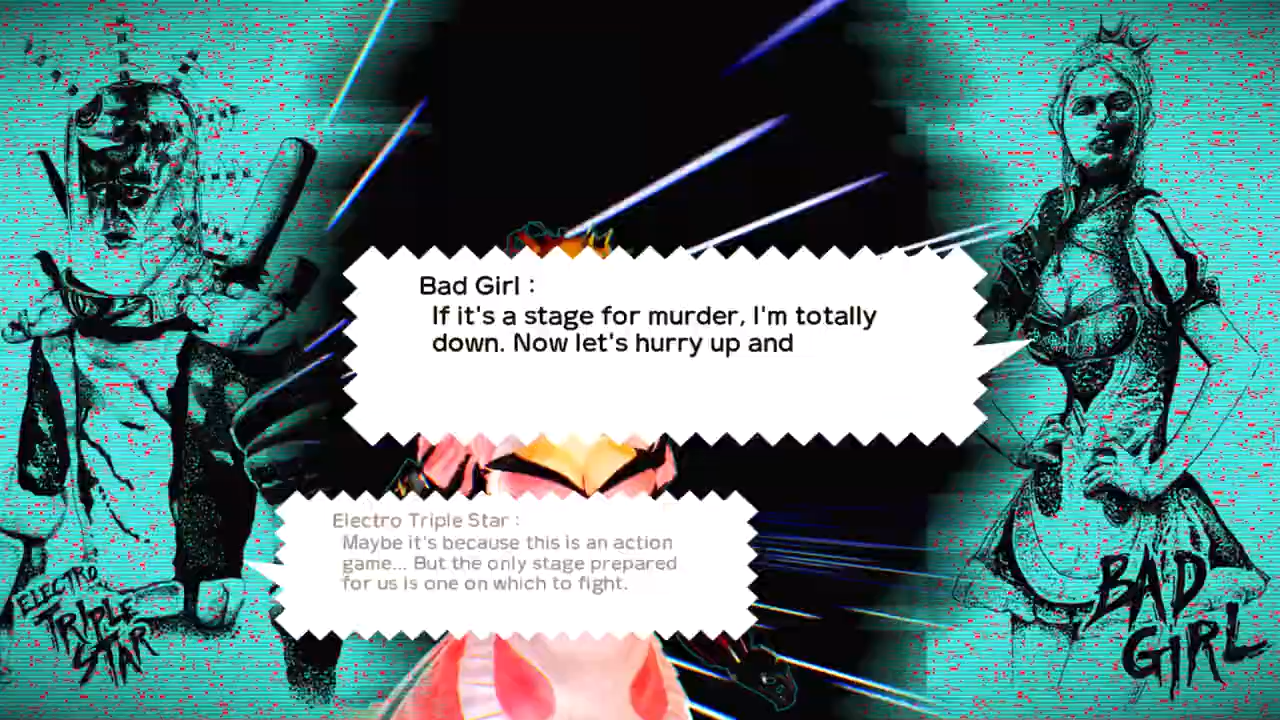 Bad Girl :
If it's a stage for murder, I'm totally
down. Now let's hurry up and
Electro Triple Star :
Maybe it's because this is an action
game... But the only stage prepared
for us is one on which to fight.
ELECTRO
TRIPLE
STAR
BAD
GIRL